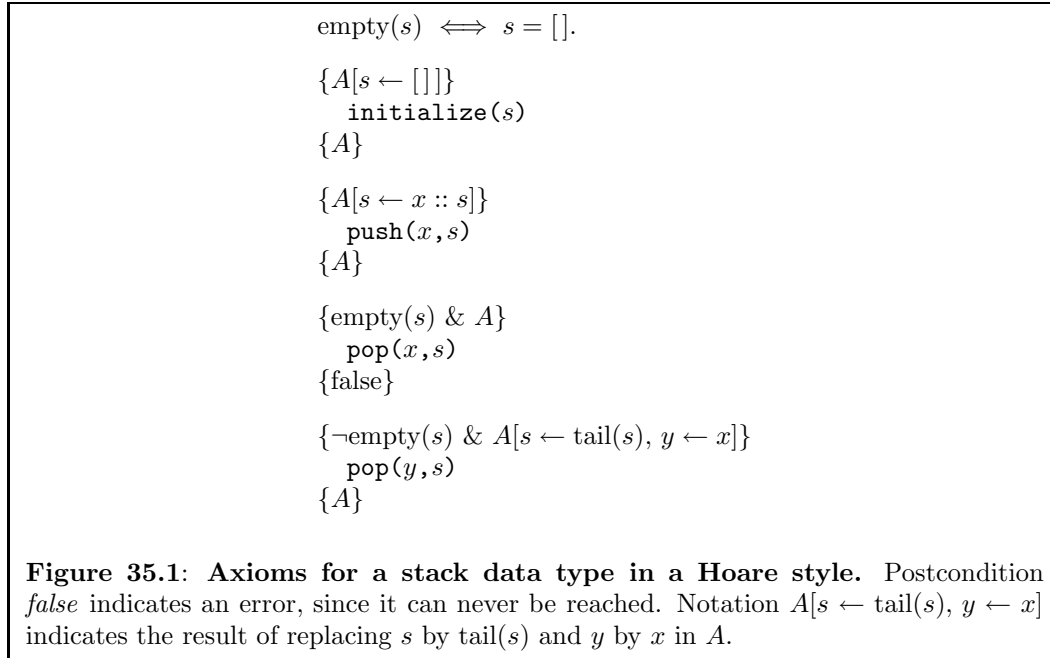 empty(s) ⟺ s = [].
{A[s ← []]}
initialize(s)
{A}
{A[s ← x :: s]}
push(x,s)
{A}
{empty(s) & A}
pop(x,s)
{false}
{¬empty(s) & A[s ← tail(s), y ← x]}
pop(y,s)
{A}
Figure 35.1: Axioms for a stack data type in a Hoare style. Postcondition
false indicates an error, since it can never be reached. Notation A[s ← tail(s), y ← x]
indicates the result of replacing s by tail(s) and y by x in A.